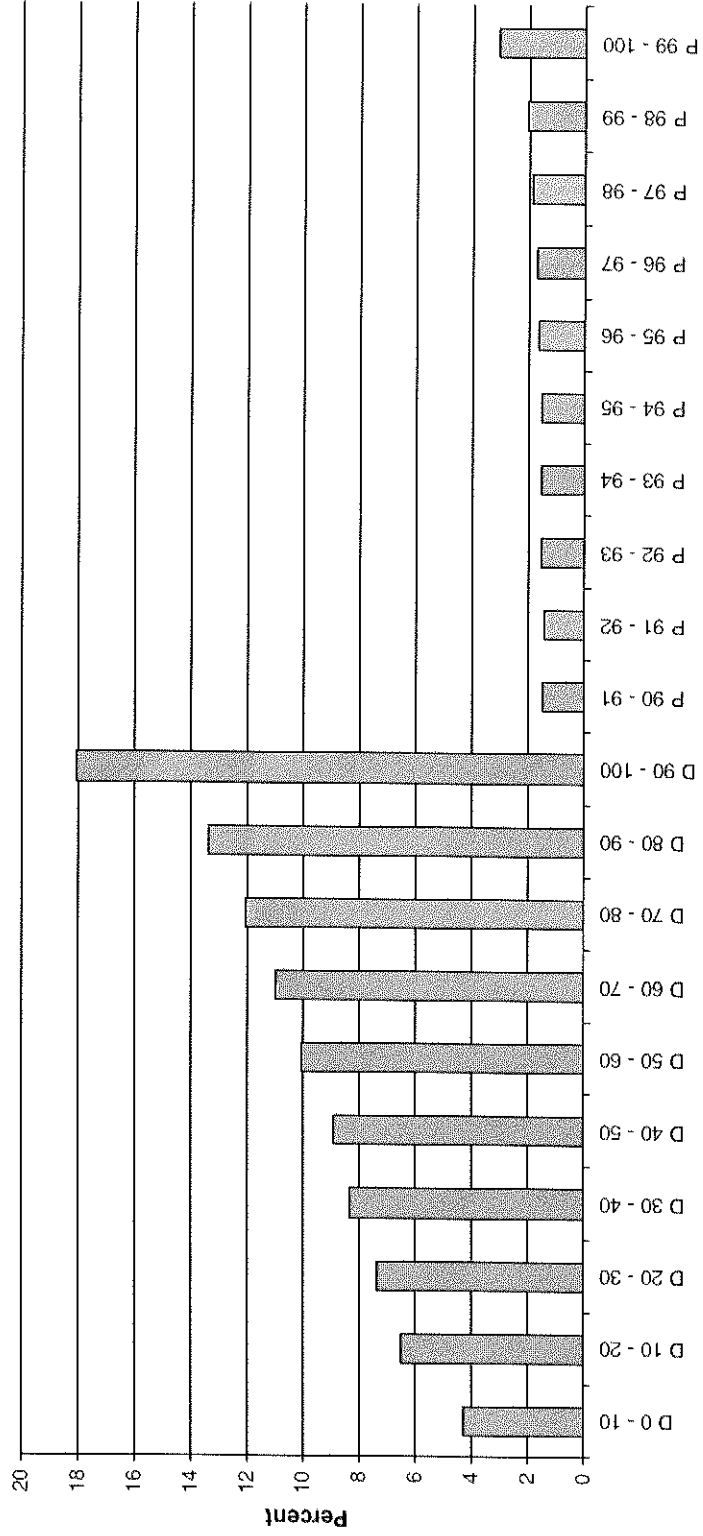 Percent
20
18
16
14
12
10
8
6
4
2
0
D 0 - 10
D 10 - 20
D 20 - 30
D 30 - 40
D 40 - 50
D 50 - 60
D 60 - 70
D 70 - 80
D 80 - 90
D 90 - 100
P 90 - 91
P 91 - 92
P 92 - 93
P 93 - 94
P 94 - 95
P 95 - 96
P 96 - 97
P 97 - 98
P 98 - 99
P 99 - 100